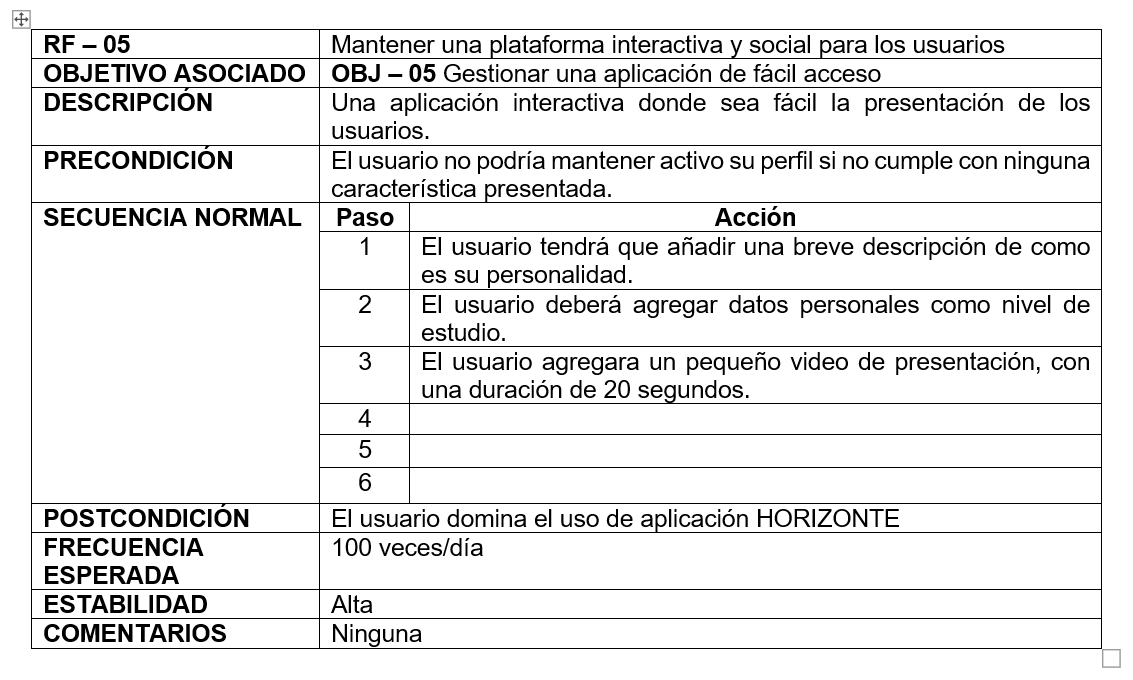 RF – 05 Mantener una plataforma interactiva y social para los usuarios
OBJETIVO ASOCIADO OBJ – 05 Gestionar una aplicación de fácil acceso
DESCRIPCIÓN Una aplicación interactiva donde sea fácil la presentación de los
usuarios.
PRECONDICIÓN El usuario no podría mantener activo su perfil si no cumple con ninguna
característica presentada.
SECUENCIA NORMAL Paso Acción
1 El usuario tendrá que añadir una breve descripción de como
es su personalidad.
2 El usuario deberá agregar datos personales como nivel de
estudio.
3 El usuario agregara un pequeño video de presentación, con
una duración de 20 segundos.
4
5
6
POSTCONDICIÓN El usuario domina el uso de aplicación HORIZONTE
FRECUENCIA 100 veces/día
ESPERADA
ESTABILIDAD Alta
COMENTARIOS Ninguna